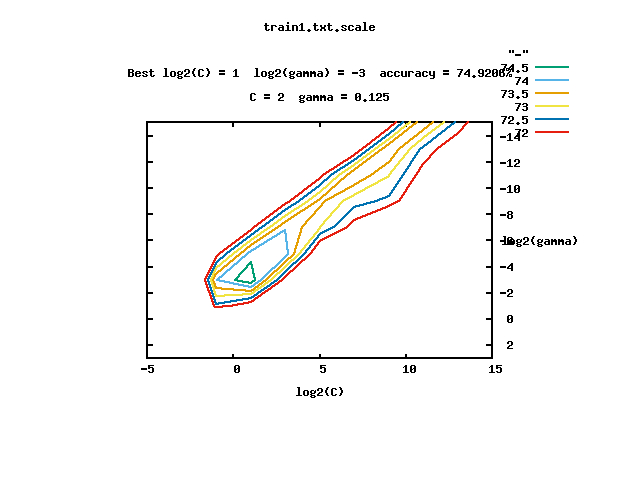 train1.txt.scale
"-"
Best log2(C) = 1 log2(gamma) = -3 accuracy = 74.9206%
74.5
74
C = 2 gamma = 0.125
73.5
73
72.5
72
-14
-12
-10
-8
-6
log2(gamma)
-4
-2
0
2
-5 0 5 10 15
log2(C)